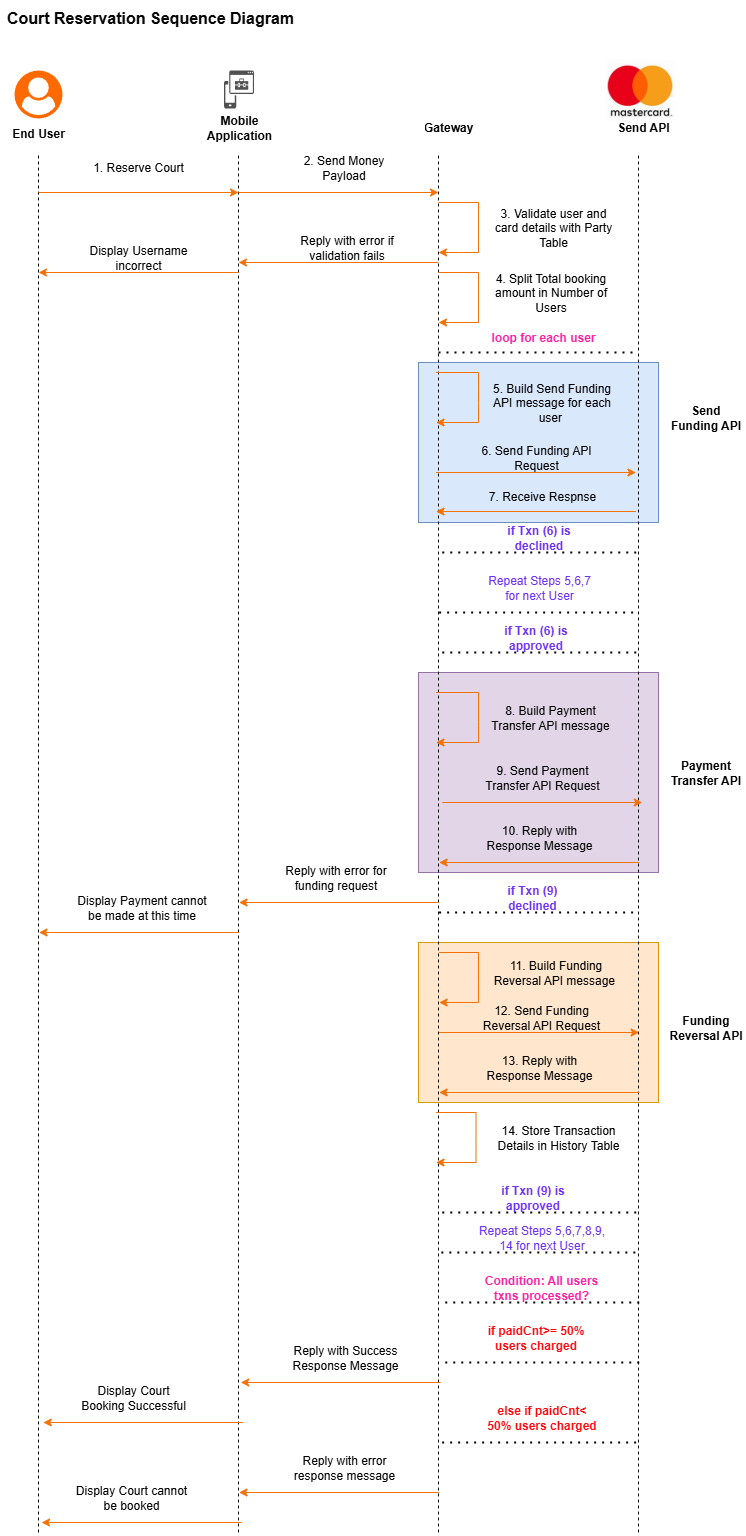 Court Reservation Sequence Diagram
End User
Mobile
Application
Gateway
mastercard.
Send API
1. Reserve Court
2. Send Money
Payload
3. Validate user and
card details with Party
Table
Reply with error if
validation fails
Display Username
incorrect
4. Split Total booking
amount in Number of
Users
loop for each user
5. Build Send Funding
API message for each
user
Send
Funding API
6. Send Funding API
Request
7. Receive Respnse
if Txn (6) is
declined
Repeat Steps 5,6,7
for next User
if Txn (6) is
approved
8. Build Payment
Transfer API message
Payment
Transfer API
9. Send Payment
Transfer API Request
10. Reply with
Response Message
Reply with error for
funding request
if Txn (9)
declined
Display Payment cannot
be made at this time
11. Build Funding
Reversal API message
12. Send Funding
Reversal API Request
Funding
Reversal API
13. Reply with
Response Message
14. Store Transaction
Details in History Table
if Txn (9) is
approved
Repeat Steps 5,6,7,8,9,
14 for next User
Condition: All users
txns processed?
if paidCnt>= 50%
users charged
Reply with Success
Response Message
Display Court
Booking Successful
else if paidCnt<
50% users charged
Reply with error
response message
Display Court cannot
be booked